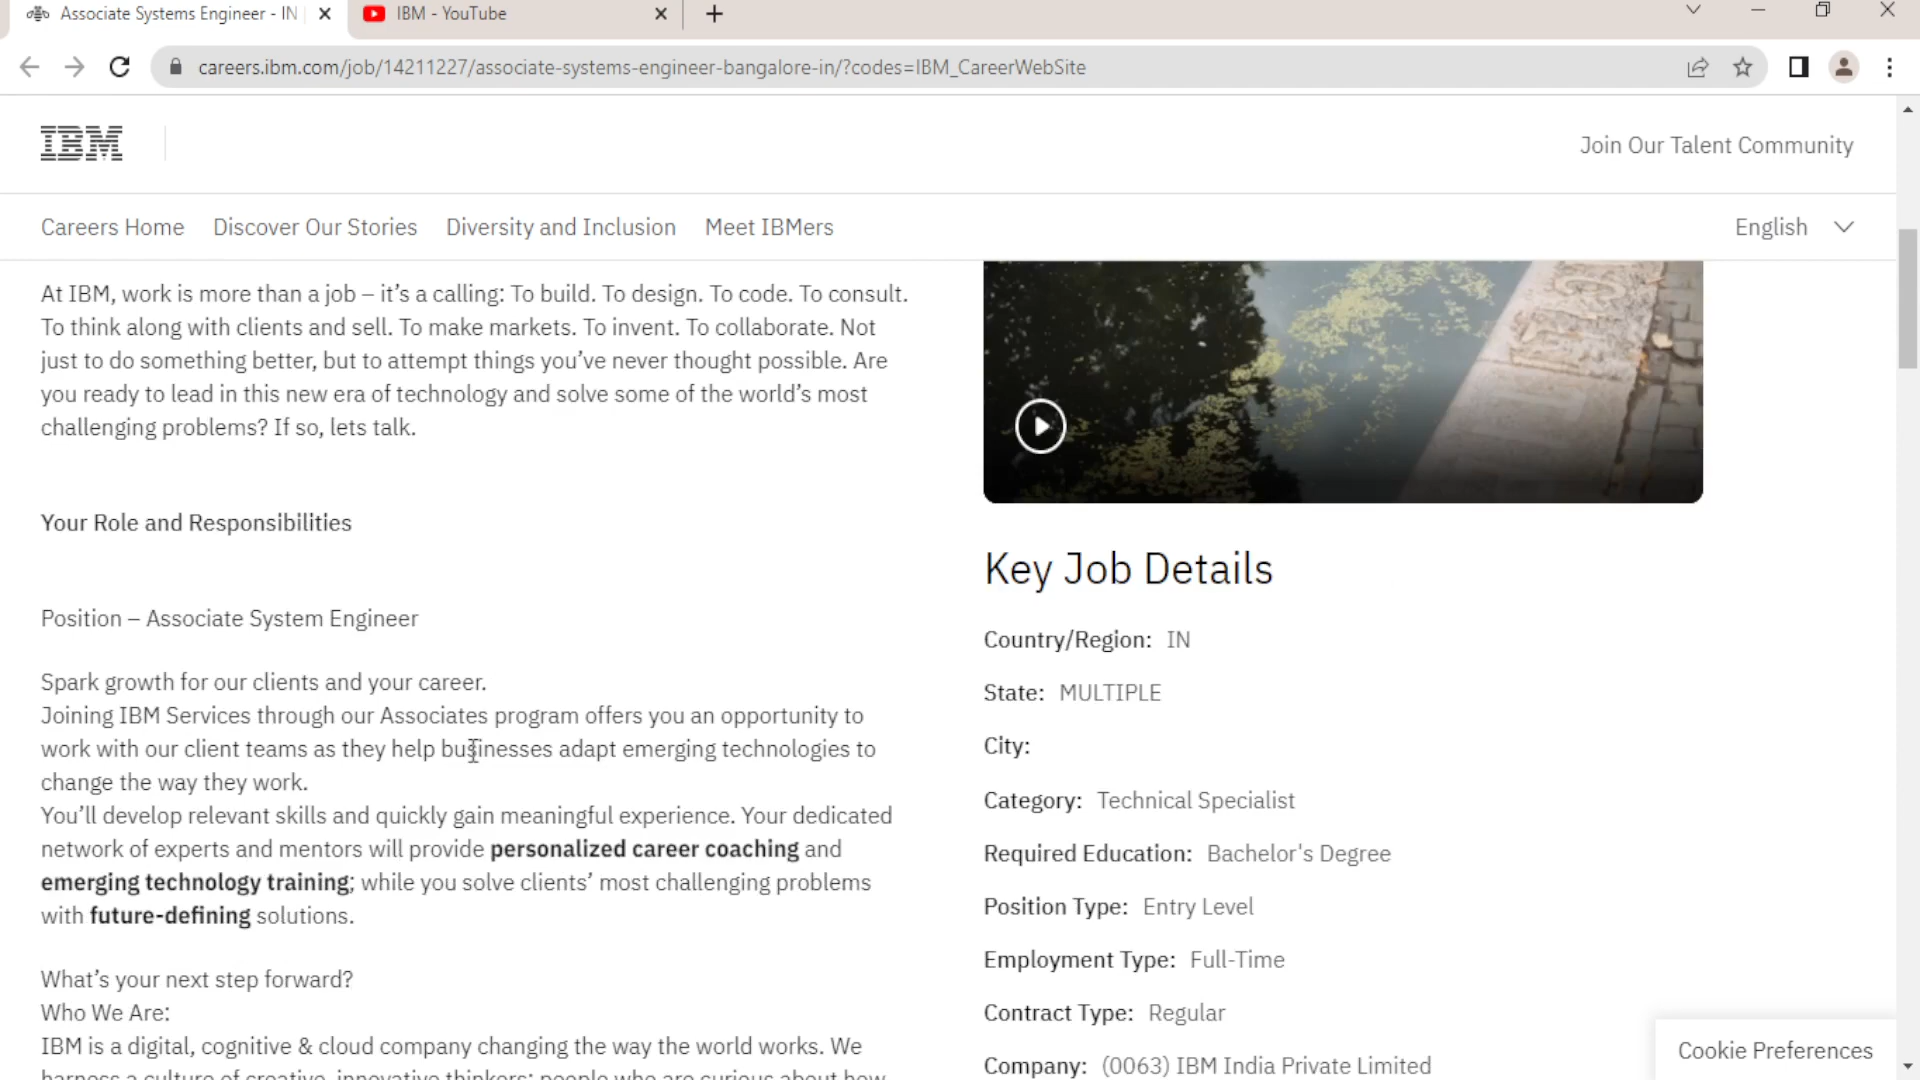 Associate Systems Engineer - IN
IBM - YouTube
careers.ibm.com/job/14211227/associate-systems-engineer-bangalore-in/?codes=IBM_CareerWebSite
IBM
Join Our Talent Community
Careers Home Discover Our Stories Diversity and Inclusion Meet IBMers
English
At IBM, work is more than a job – it’s a calling: To build. To design. To code. To consult.
To think along with clients and sell. To make markets. To invent. To collaborate. Not
just to do something better, but to attempt things you’ve never thought possible. Are
you ready to lead in this new era of technology and solve some of the world’s most
challenging problems? If so, lets talk.
Your Role and Responsibilities
Position – Associate System Engineer
Spark growth for our clients and your career.
Joining IBM Services through our Associates program offers you an opportunity to
work with our client teams as they help businesses adapt emerging technologies to
change the way they work.
You’ll develop relevant skills and quickly gain meaningful experience. Your dedicated
network of experts and mentors will provide personalized career coaching and
emerging technology training; while you solve clients’ most challenging problems
with future-defining solutions.
What’s your next step forward?
Who We Are:
IBM is a digital, cognitive & cloud company changing the way the world works. We
harness a culture of creative, innovative thinkers; people who are curious about how
Key Job Details
Country/Region: IN
State: MULTIPLE
City:
Category: Technical Specialist
Required Education: Bachelor's Degree
Position Type: Entry Level
Employment Type: Full-Time
Contract Type: Regular
Company: (0063) IBM India Private Limited
Cookie Preferences